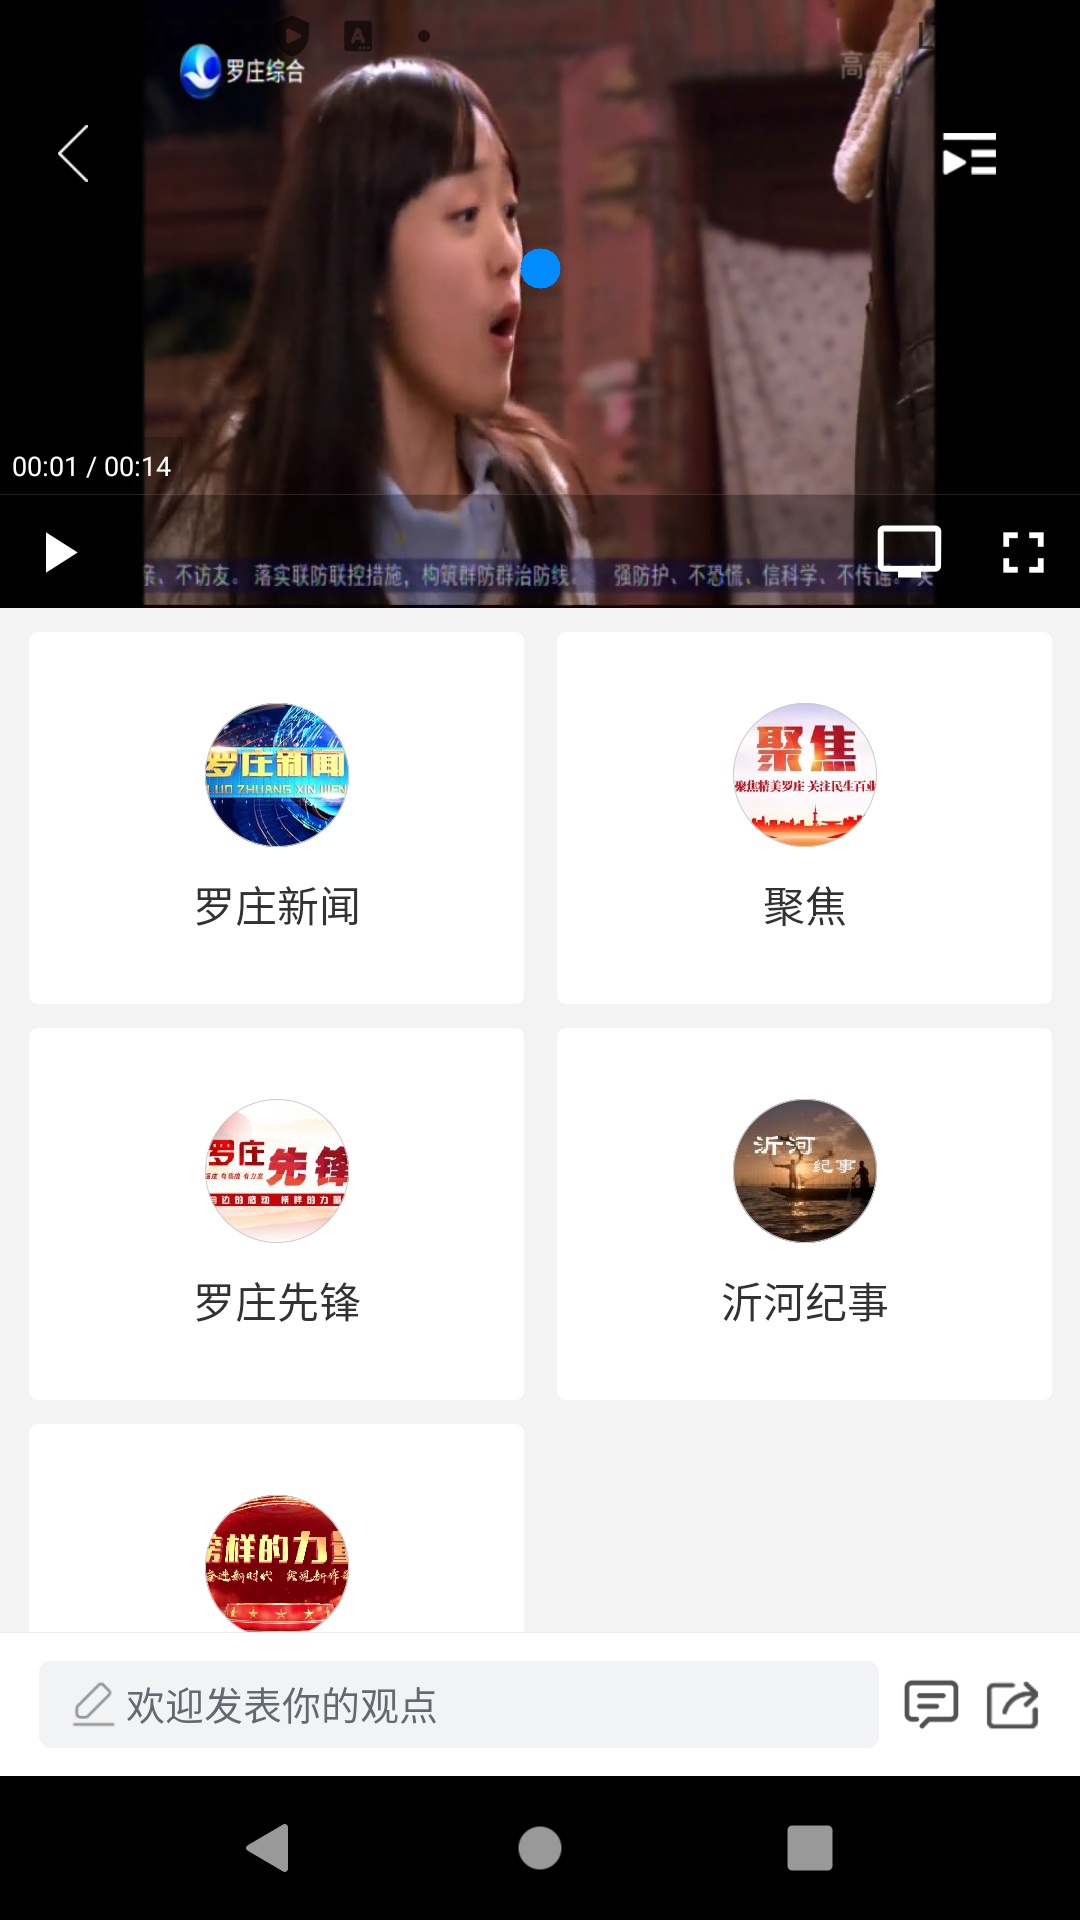 罗庄综合
高清
00:01 / 00:14
亲、不访友。落实联防联控措施，构筑群防群治防线。 强防护、不恐慌、信科学、不传谣。关
罗庄新闻
LUO ZHUANG XIN WEN
罗庄新闻
聚焦
聚焦精美罗庄 关注民生百业
聚焦
罗庄
先锋
罗庄先锋
沂河
纪事
沂河纪事
榜样的力量
欢迎发表你的观点